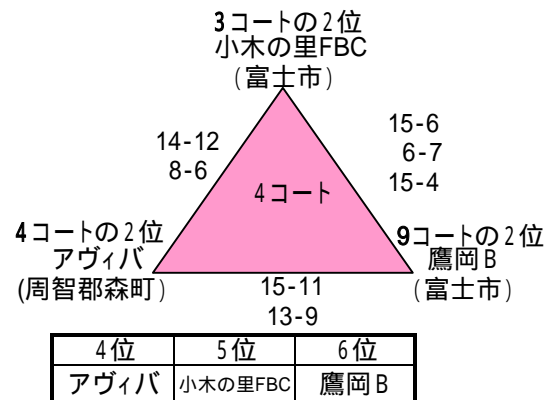 3コートの2位
小木の里FBC
(富士市)
14-12
8-6
15-6
6-7
15-4
4コート
4コートの2位
アヴィバ
(周智郡森町)
9コートの2位
鷹岡B
(富士市)
15-11
13-9
4位 5位 6位
アヴィバ 小木の里FBC 鷹岡B